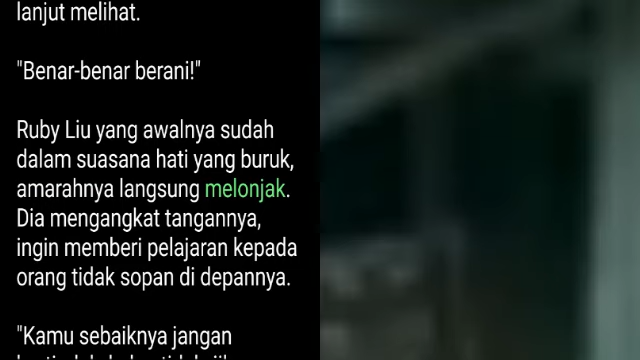 lanjut melihat.
"Benar-benar berani!"
Ruby Liu yang awalnya sudah
dalam suasana hati yang buruk,
amarahnya langsung melonjak.
Dia mengangkat tangannya,
ingin memberi pelajaran kepada
orang tidak sopan di depannya.
"Kamu sebaiknya jangan